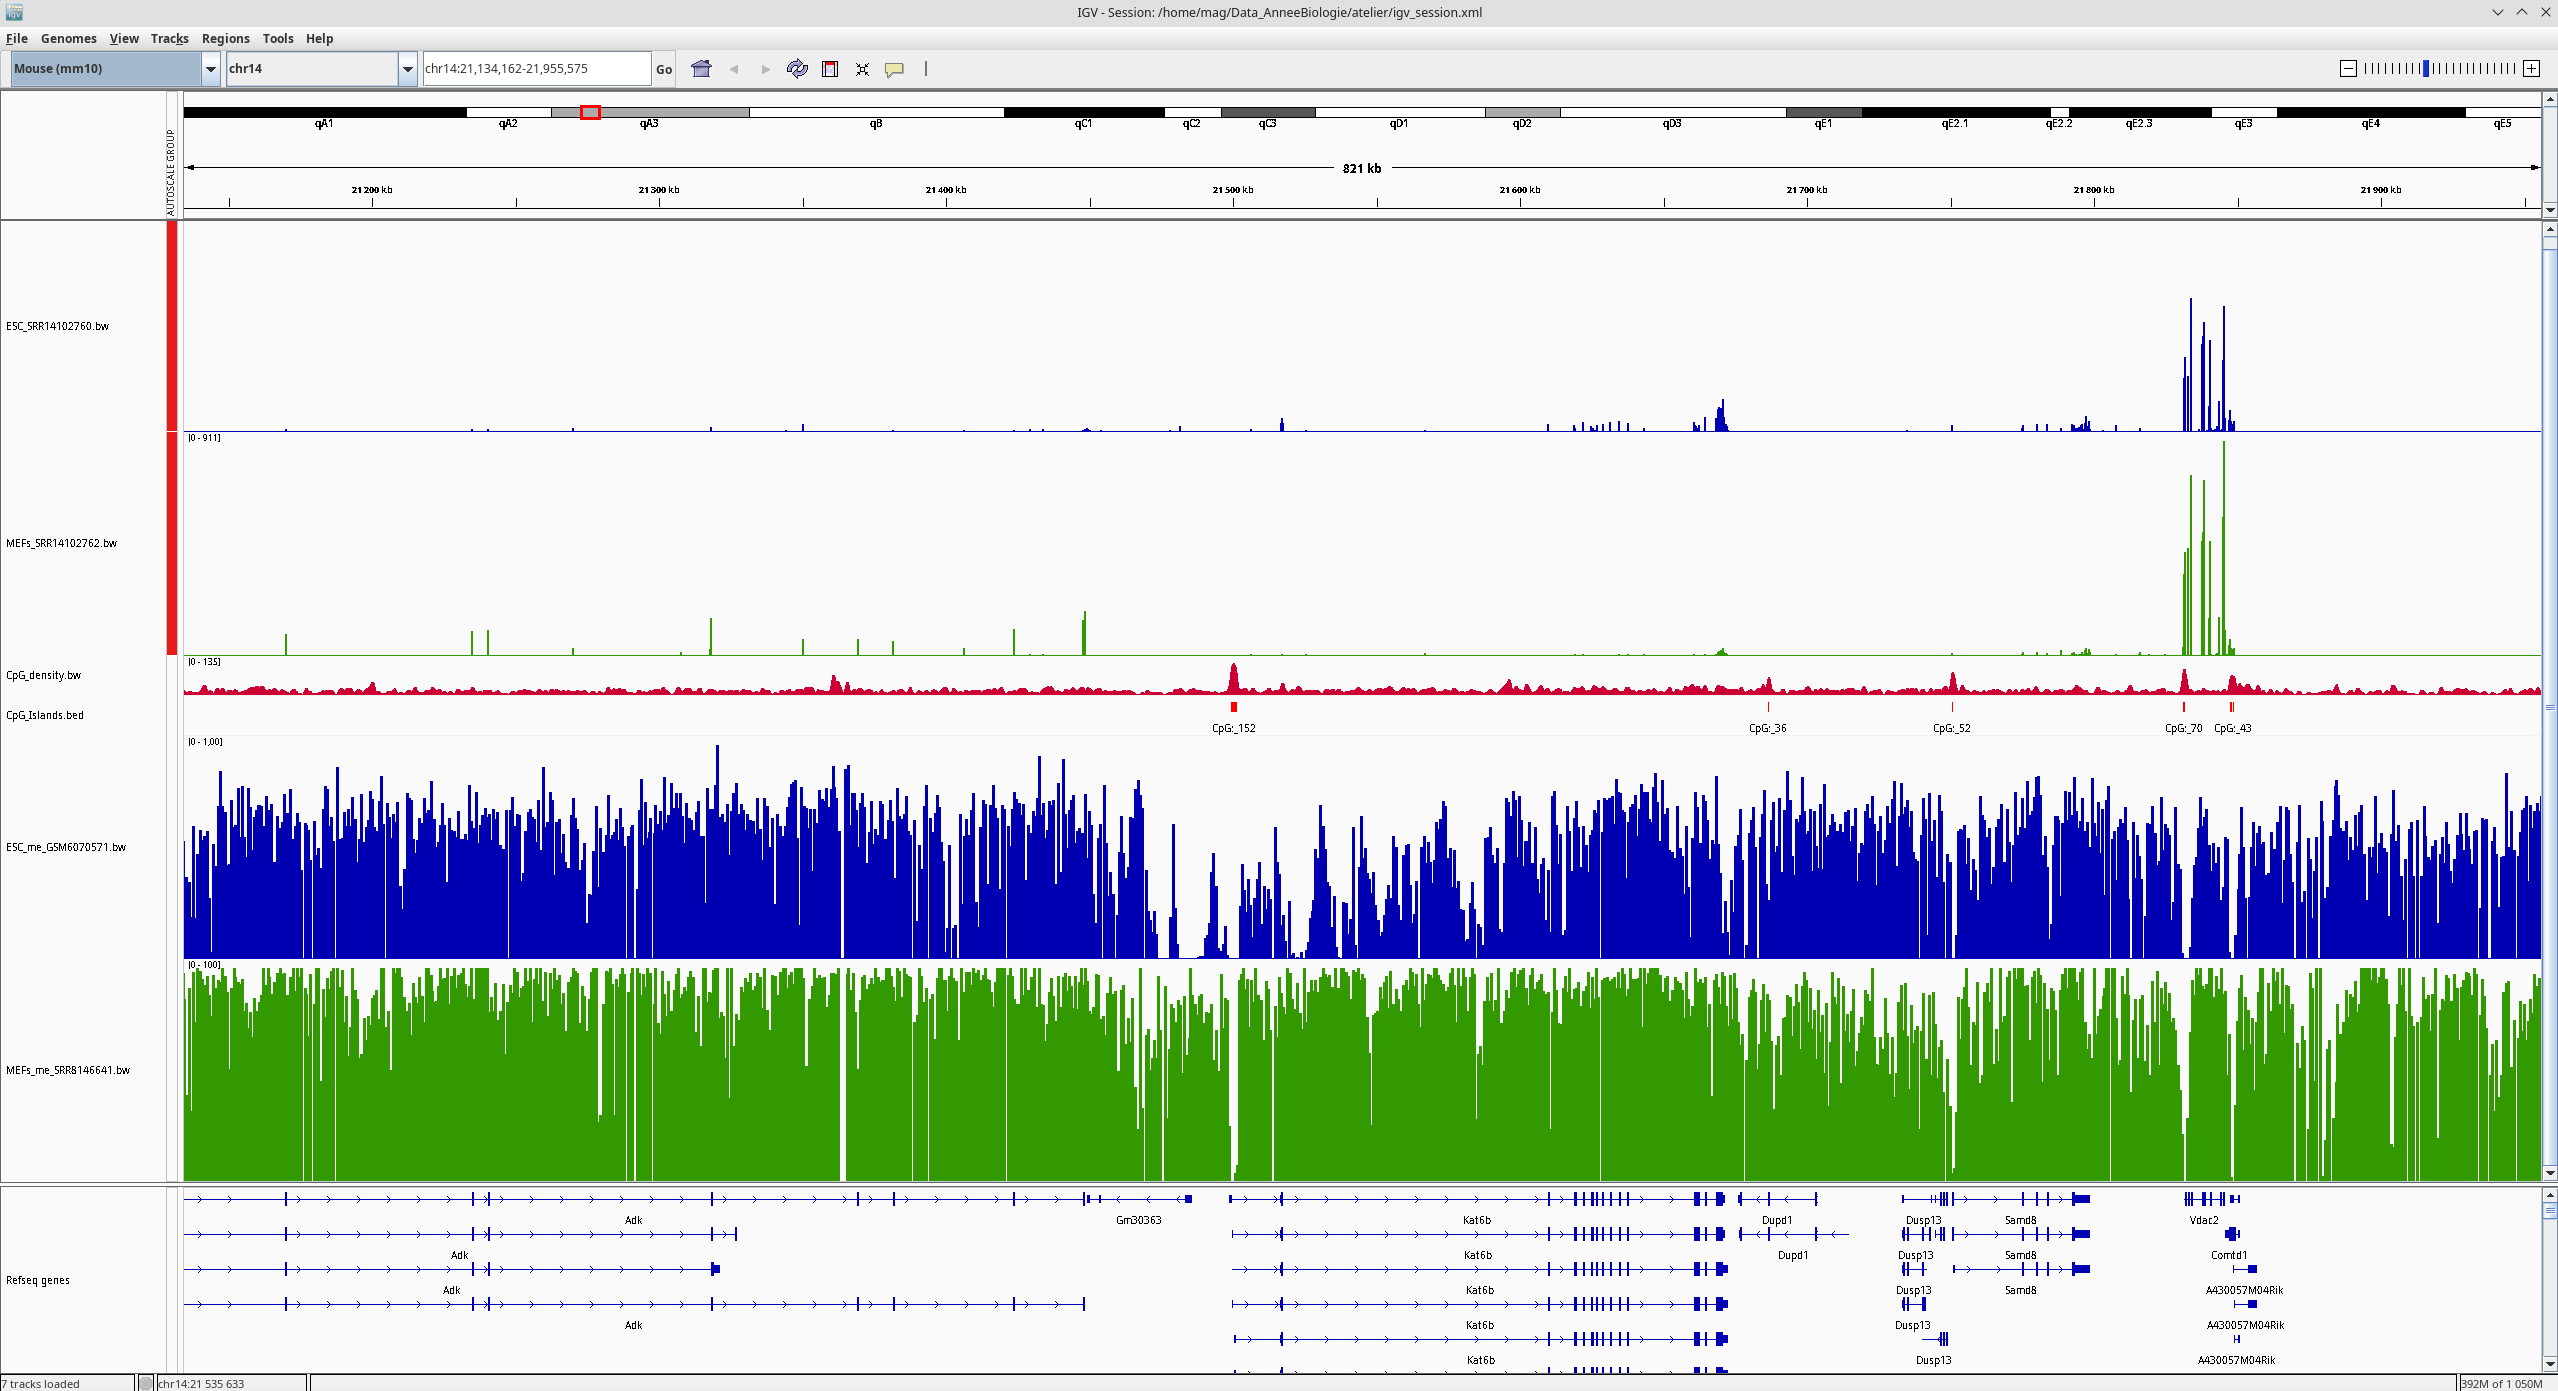 IGV - Session: /home/mag/Data_AnneeBiologie/atelier/igv_session.xml
File Genomes View Tracks Regions Tools Help
Mouse (mm10) chr14 chr14:21,134,162-21,955,575 Go
AUTOSCALE GROUP
qA1 qA2 qA3 qB qC1 qC2 qC3 qD1 qD2 qD3 qE1 qE2.1 qE2.2 qE2.3 qE3 qE4 qE5
821 kb
21 200 kb 21 300 kb 21 400 kb 21 500 kb 21 600 kb 21 700 kb 21 800 kb 21 900 kb
ESC_SRR14102760.bw
[0 - 911]
MEFs_SRR14102762.bw
[0 - 135]
CpG_density.bw
CpG_Islands.bed
CpG:_152 CpG:_36 CpG:_52 CpG:_70 CpG:_43
[0 - 1,00]
ESC_me_GSM6070571.bw
[0 - 100]
MEFs_me_SRR8146641.bw
Adk Gm30363 Kat6b Dupd1 Dusp13 Samd8 Vdac2
Adk Kat6b Dupd1 Dusp13 Samd8 Comtd1
Refseq genes
Adk Kat6b Dusp13 Samd8 A430057M04Rik
Adk Kat6b Dusp13 A430057M04Rik
Kat6b Dusp13 A430057M04Rik
7 tracks loaded chr14:21 535 633 392M of 1 050M